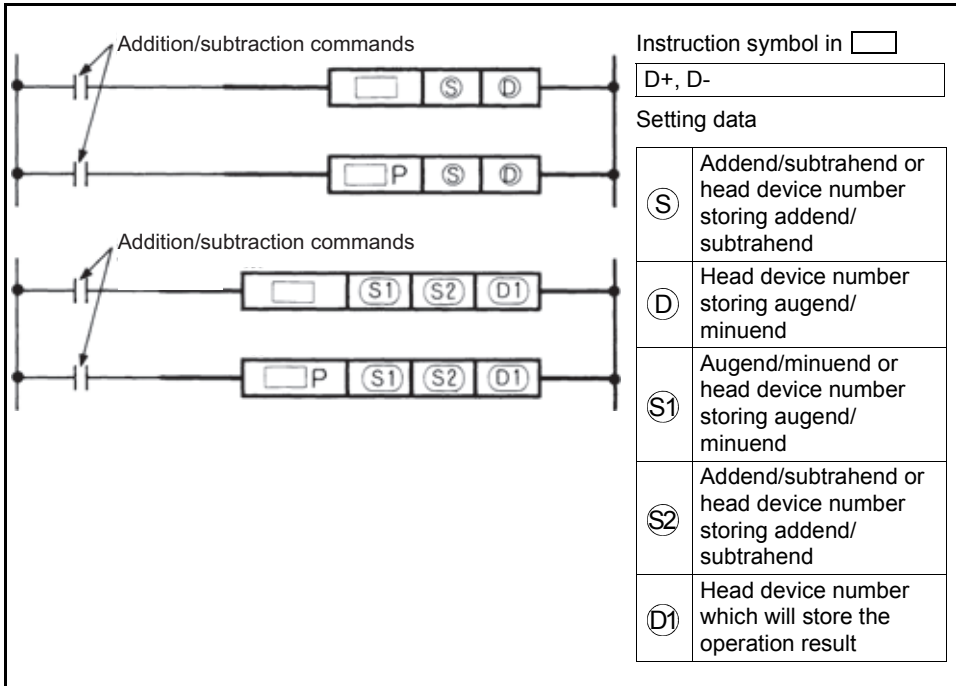 Addition/subtraction commands
Ⓢ Ⓓ
P Ⓢ Ⓓ
Addition/subtraction commands
S1 S2 D1
P S1 S2 D1
Instruction symbol in
D+, D-
Setting data
Ⓢ
Addend/subtrahend or
head device number
storing addend/
subtrahend
Ⓓ
Head device number
storing augend/
minuend
S1
Augend/minuend or
head device number
storing augend/
minuend
S2
Addend/subtrahend or
head device number
storing addend/
subtrahend
D1
Head device number
which will store the
operation result